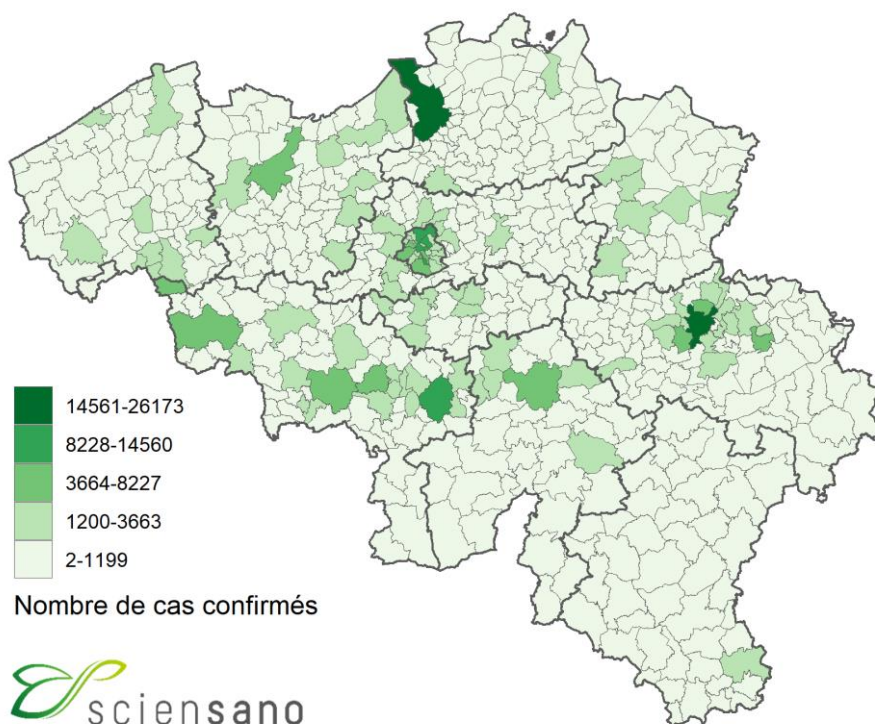 14561-26173
8228-14560
3664-8227
1200-3663
2-1199
Nombre de cas confirmés
sciensano